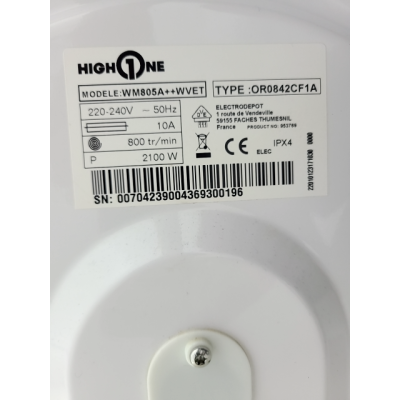 HIGH 1 ONE
MODELE:WM805A++WVET
TYPE :OR0842CF1A
220-240V ~ 50Hz
10A
800 tr/min
P 2100 W
ELECTRODEPOT
1 route de Vendeville
59155 FACHES THUMESNIL
France PRODUCT NO: 953799
CE ELEC IPX4
SN: 00704239004369300196